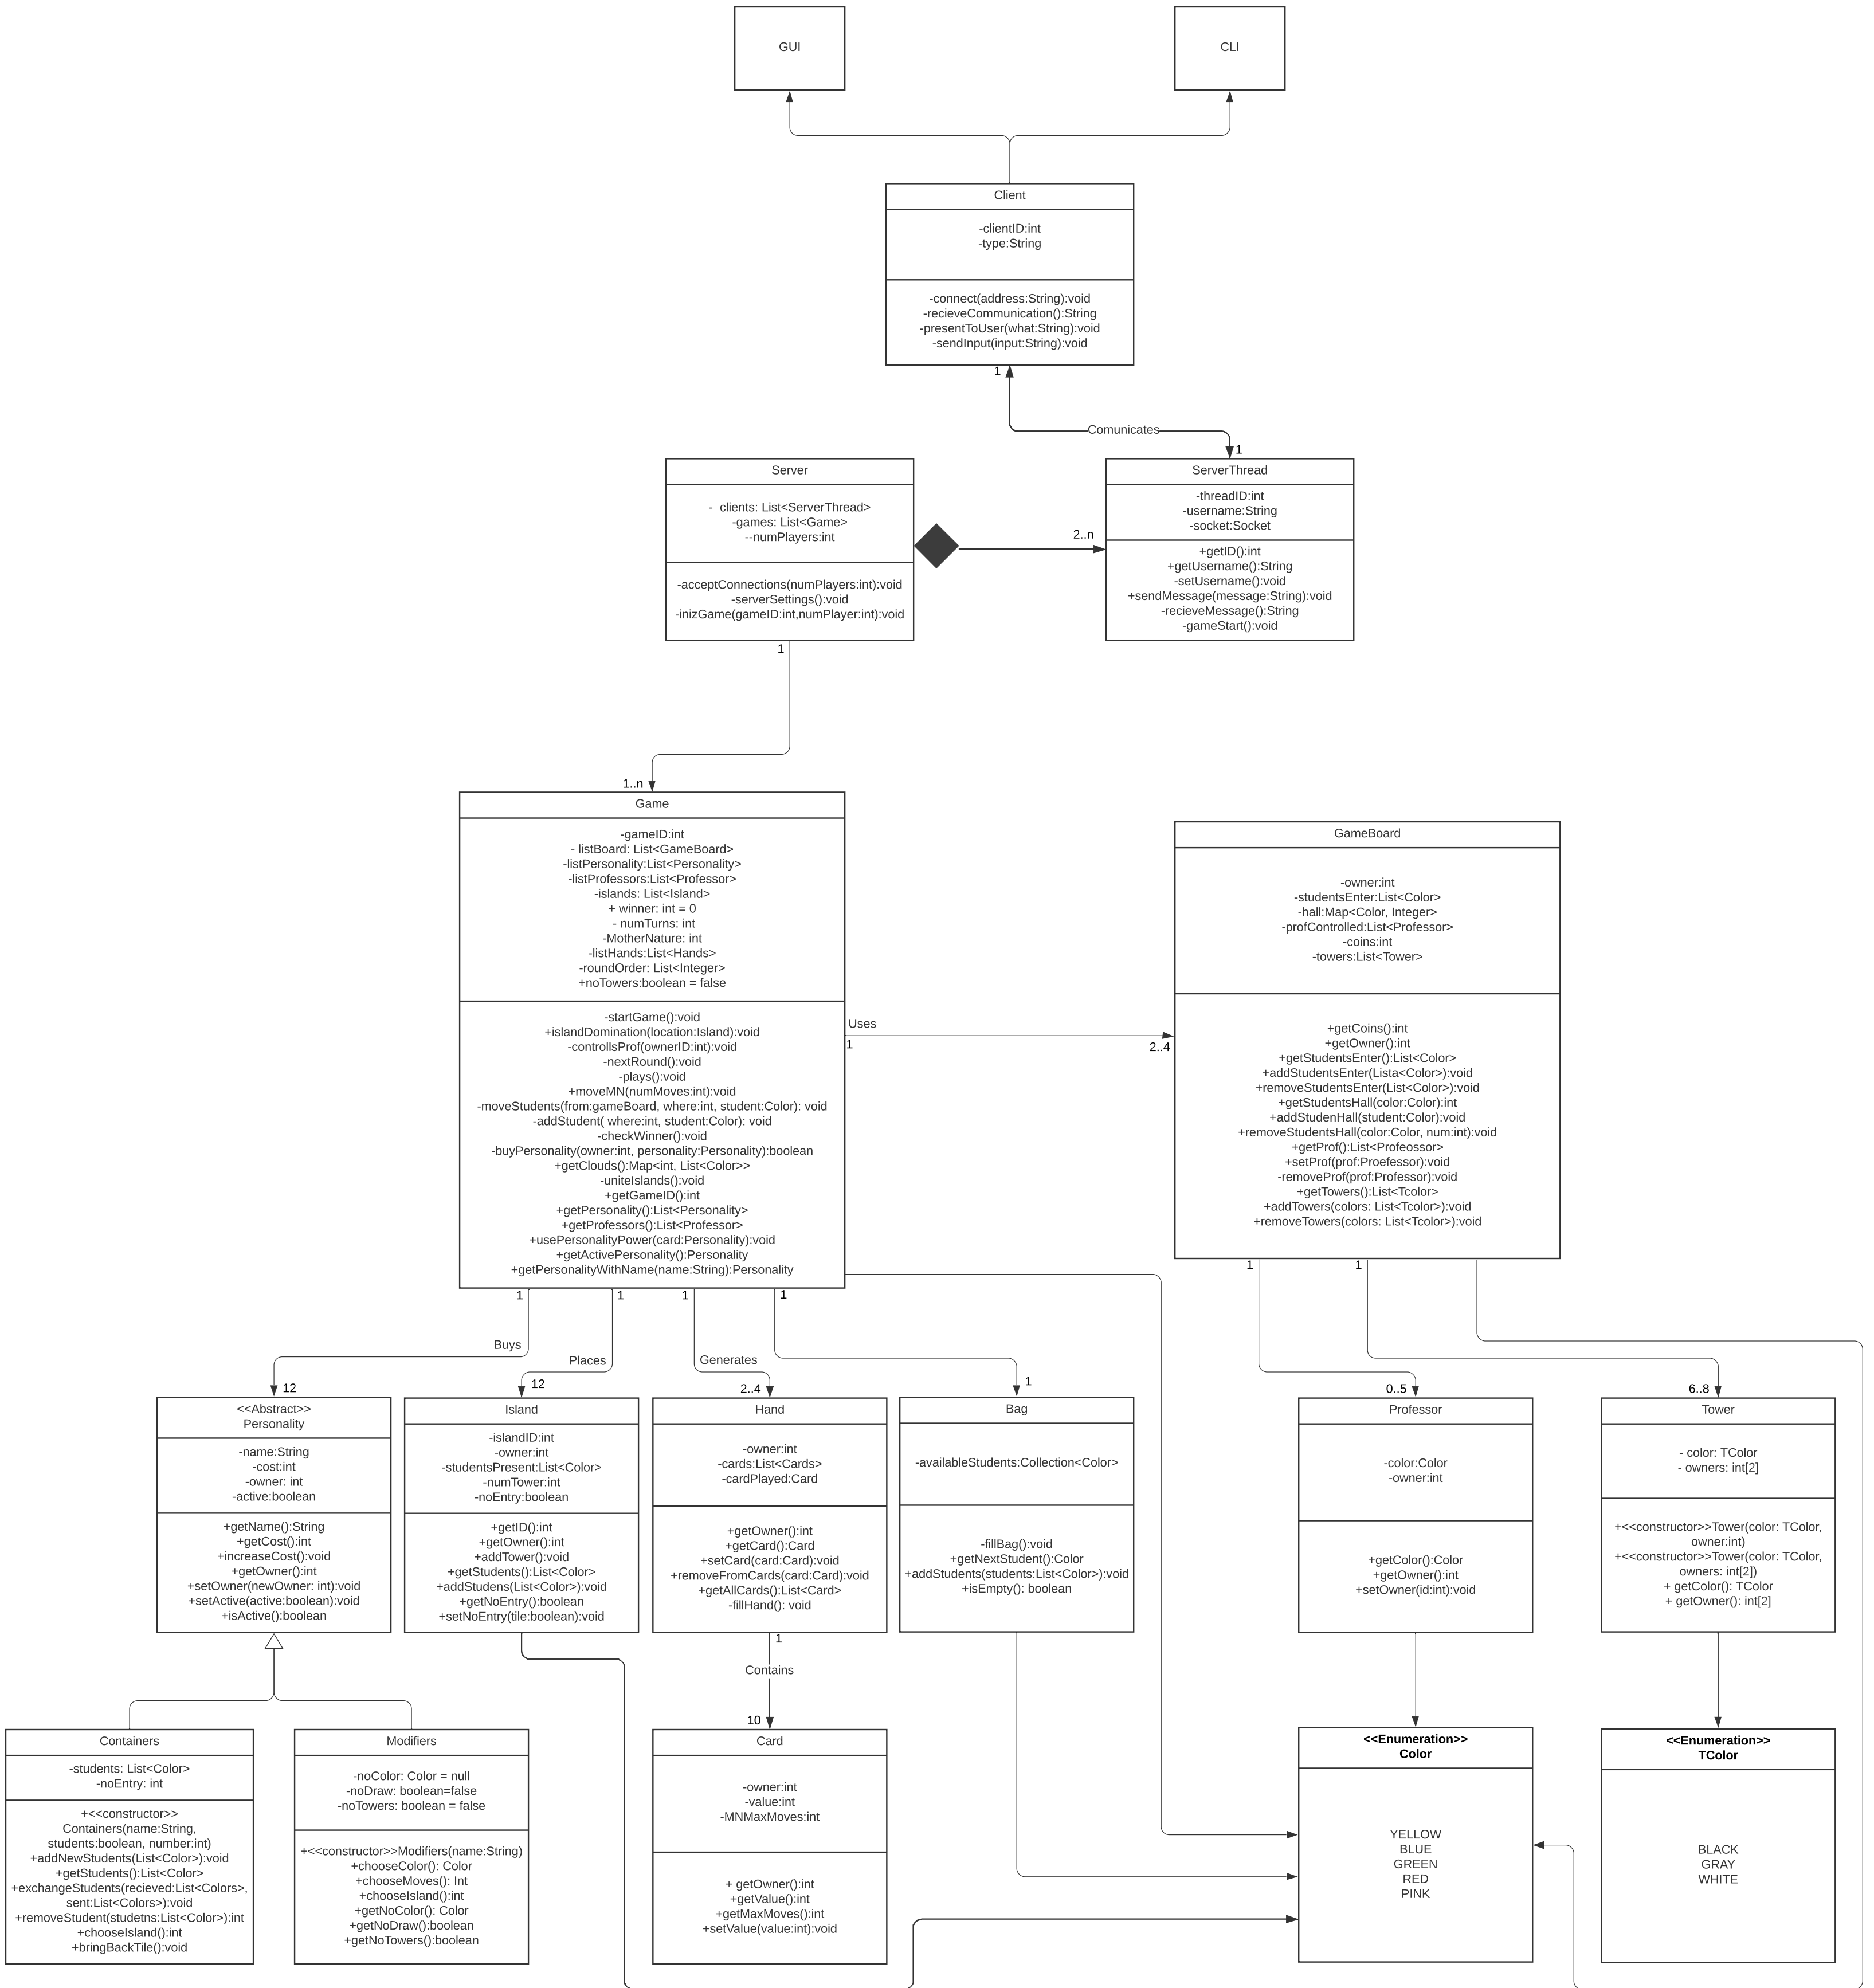 GUI
CLI
Client
-clientID:int
-type:String
-connect(address:String):void
-recieveCommunication():String
-presentToUser(what:String):void
-sendInput(input:String):void
1
Comunicates
1
Server
-  clients: List<ServerThread>
-games: List<Game>
--numPlayers:int
-acceptConnections(numPlayers:int):void
-serverSettings():void
-inizGame(gameID:int,numPlayer:int):void
2..n
ServerThread
-threadID:int
-username:String
-socket:Socket
+getID():int
+getUsername():String
-setUsername():void
+sendMessage(message:String):void
-recieveMessage():String
-gameStart():void
1
1..n
Game
-gameID:int
- listBoard: List<GameBoard>
-listPersonality:List<Personality>
-listProfessors:List<Professor>
-islands: List<Island>
+ winner: int = 0
- numTurns: int
-MotherNature: int
-listHands:List<Hands>
-roundOrder: List<Integer>
+noTowers:boolean = false
-startGame():void
+islandDomination(location:Island):void
-controllsProf(ownerID:int):void
-nextRound():void
-plays():void
+moveMN(numMoves:int):void
-moveStudents(from:gameBoard, where:int, student:Color): void
-addStudent( where:int, student:Color): void
-checkWinner():void
-buyPersonality(owner:int, personality:Personality):boolean
+getClouds():Map<int, List<Color>>
-uniteIslands():void
+getGameID():int
+getPersonality():List<Personality>
+getProfessors():List<Professor>
+usePersonalityPower(card:Personality):void
+getActivePersonality():Personality
+getPersonalityWithName(name:String):Personality
Uses
1
2..4
GameBoard
-owner:int
-studentsEnter:List<Color>
-hall:Map<Color, Integer>
-profControlled:List<Professor>
-coins:int
-towers:List<Tower>
+getCoins():int
+getOwner():int
+getStudentsEnter():List<Color>
+addStudentsEnter(Lista<Color>):void
+removeStudentsEnter(List<Color>):void
+getStudentsHall(color:Color):int
+addStudenHall(student:Color):void
+removeStudentsHall(color:Color, num:int):void
+getProf():List<Profeossor>
+setProf(prof:Proefessor):void
-removeProf(prof:Professor):void
+getTowers():List<Tcolor>
+addTowers(colors: List<Tcolor>):void
+removeTowers(colors: List<Tcolor>):void
1
1
1
1
1
1
Buys
Places
Generates
12
12
2..4
1
0..5
6..8
<<Abstract>>
Personality
-name:String
-cost:int
-owner: int
-active:boolean
+getName():String
+getCost():int
+increaseCost():void
+getOwner():int
+setOwner(newOwner: int):void
+setActive(active:boolean):void
+isActive():boolean
Island
-islandID:int
-owner:int
-studentsPresent:List<Color>
-numTower:int
-noEntry:boolean
+getID():int
+getOwner():int
+addTower():void
+getStudents():List<Color>
+addStudens(List<Color>):void
+getNoEntry():boolean
+setNoEntry(tile:boolean):void
Hand
-owner:int
-cards:List<Cards>
-cardPlayed:Card
+getOwner():int
+getCard():Card
+setCard(card:Card):void
+removeFromCards(card:Card):void
+getAllCards():List<Card>
-fillHand(): void
Bag
-availableStudents:Collection<Color>
-fillBag():void
+getNextStudent():Color
+addStudents(students:List<Color>):void
+isEmpty(): boolean
Professor
-color:Color
-owner:int
+getColor():Color
+getOwner():int
+setOwner(id:int):void
Tower
- color: TColor
- owners: int[2]
+<<constructor>>Tower(color: TColor,
owner:int)
+<<constructor>>Tower(color: TColor,
owners: int[2])
+ getColor(): TColor
+ getOwner(): int[2]
1
Contains
10
Containers
-students: List<Color>
-noEntry: int
+<<constructor>>
Containers(name:String,
students:boolean, number:int)
+addNewStudents(List<Color>):void
+getStudents():List<Color>
+exchangeStudents(recieved:List<Colors>,
sent:List<Colors>):void
+removeStudent(studetns:List<Color>):int
+chooseIsland():int
+bringBackTile():void
Modifiers
-noColor: Color = null
-noDraw: boolean=false
-noTowers: boolean = false
+<<constructor>>Modifiers(name:String)
+chooseColor(): Color
+chooseMoves(): Int
+chooseIsland():int
+getNoColor(): Color
+getNoDraw():boolean
+getNoTowers():boolean
Card
-owner:int
-value:int
-MNMaxMoves:int
+ getOwner():int
+getValue():int
+getMaxMoves():int
+setValue(value:int):void
<<Enumeration>>
Color
YELLOW
BLUE
GREEN
RED
PINK
<<Enumeration>>
TColor
BLACK
GRAY
WHITE